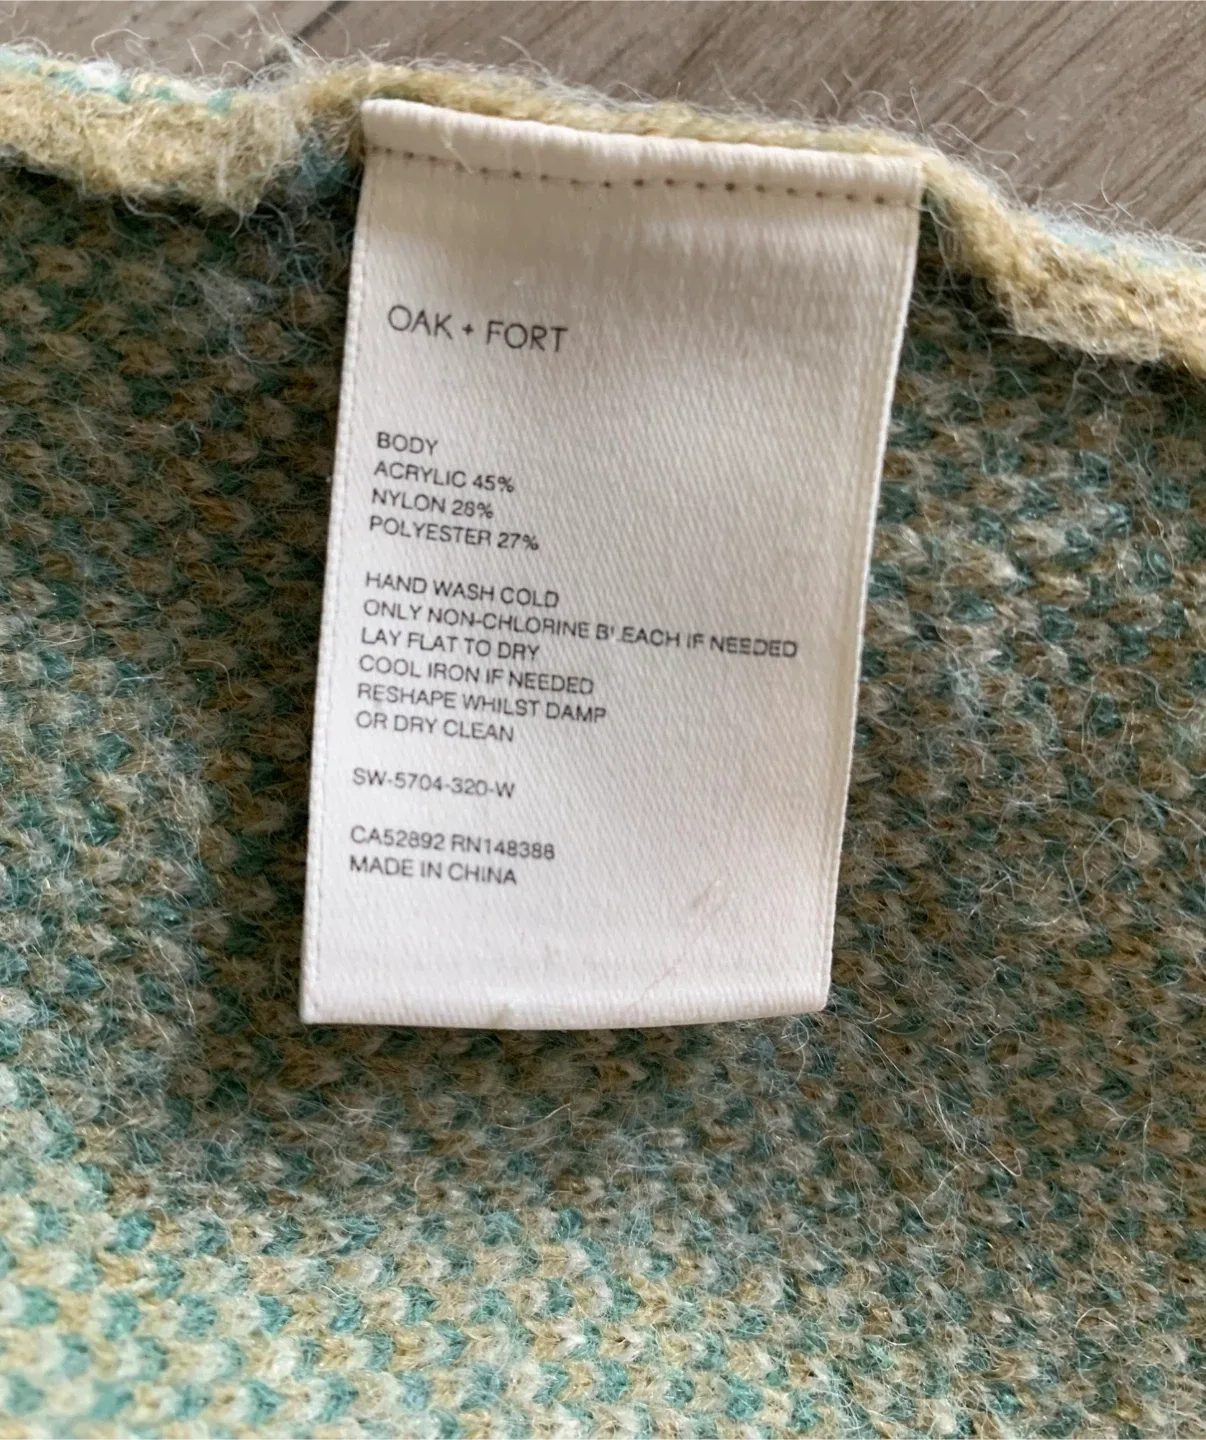 OAK + FORT
BODY
ACRYLIC 45%
NYLON 28%
POLYESTER 27%
HAND WASH COLD
ONLY NON-CHLORINE BLEACH IF NEEDED
LAY FLAT TO DRY
COOL IRON IF NEEDED
RESHAPE WHILST DAMP
OR DRY CLEAN
SW-5704-320-W
CA52892 RN148388
MADE IN CHINA